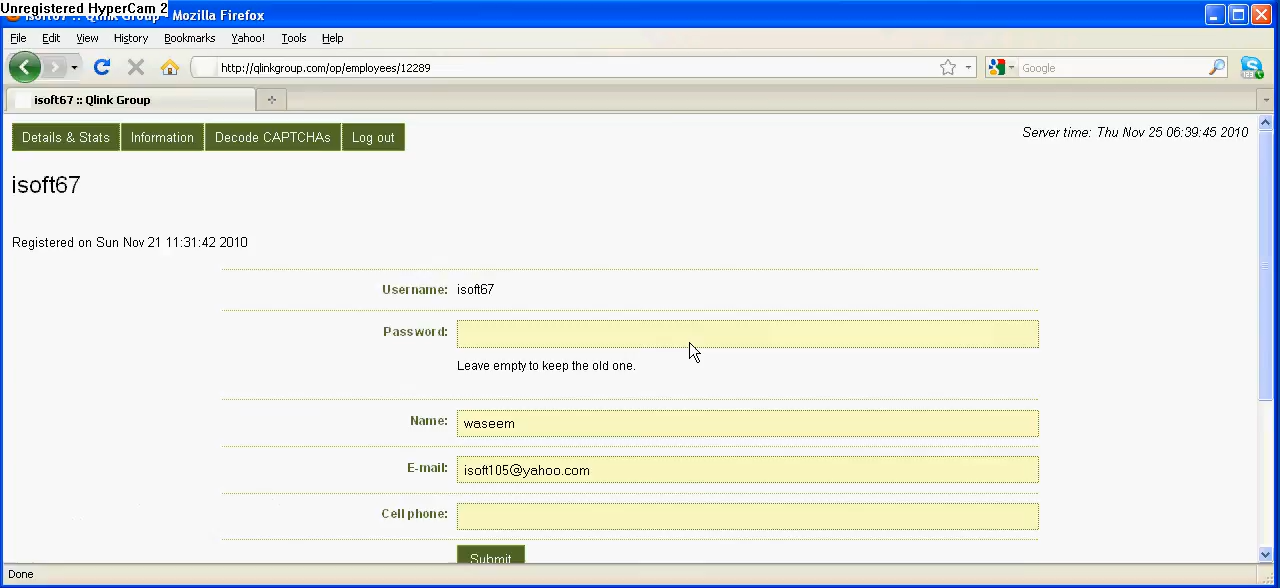 Unregistered HyperCam 2
isoft67 :: Qlink Group - Mozilla Firefox
File Edit View History Bookmarks Yahoo! Tools Help
http://qlinkgroup.com/op/employees/12289
Google
isoft67 :: Qlink Group
Details & Stats Information Decode CAPTCHAs Log out
Server time: Thu Nov 25 06:39:45 2010
isoft67
Registered on Sun Nov 21 11:31:42 2010
Username: isoft67
Password:
Leave empty to keep the old one.
Name: waseem
E-mail: isoft105@yahoo.com
Cell phone:
Submit
Done